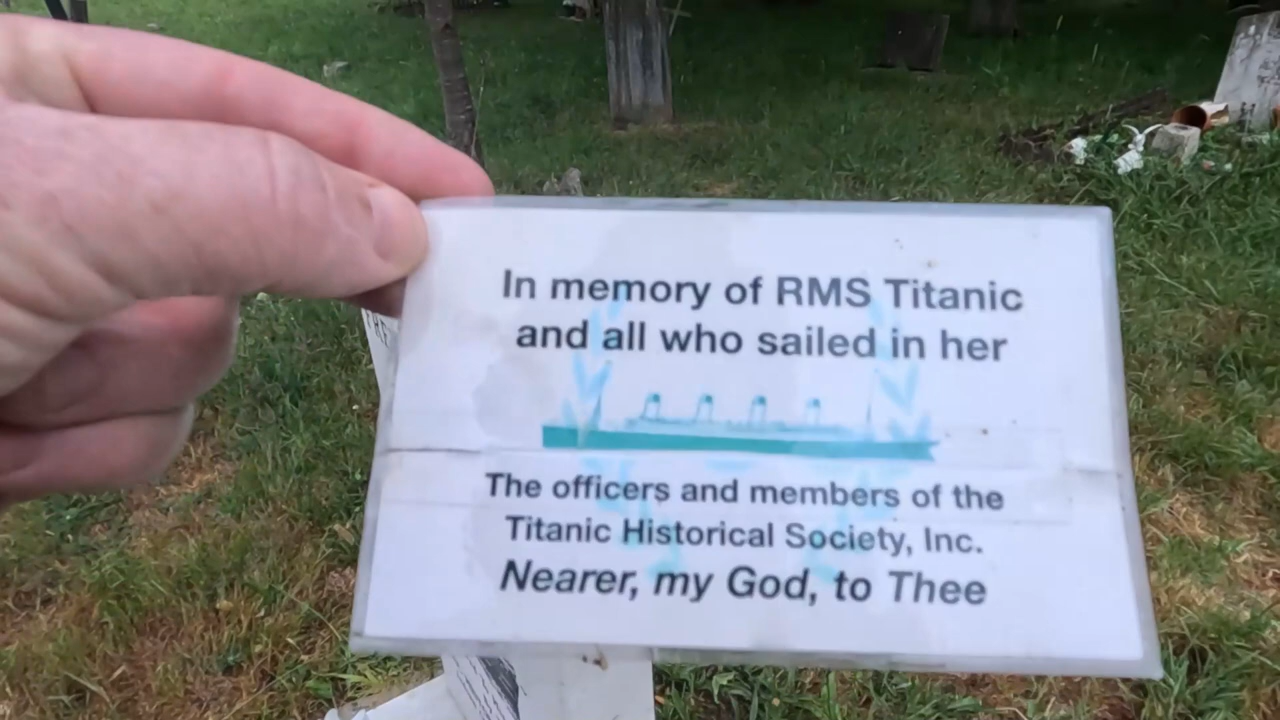 In memory of RMS Titanic
and all who sailed in her
The officers and members of the
Titanic Historical Society, Inc.
Nearer, my God, to Thee